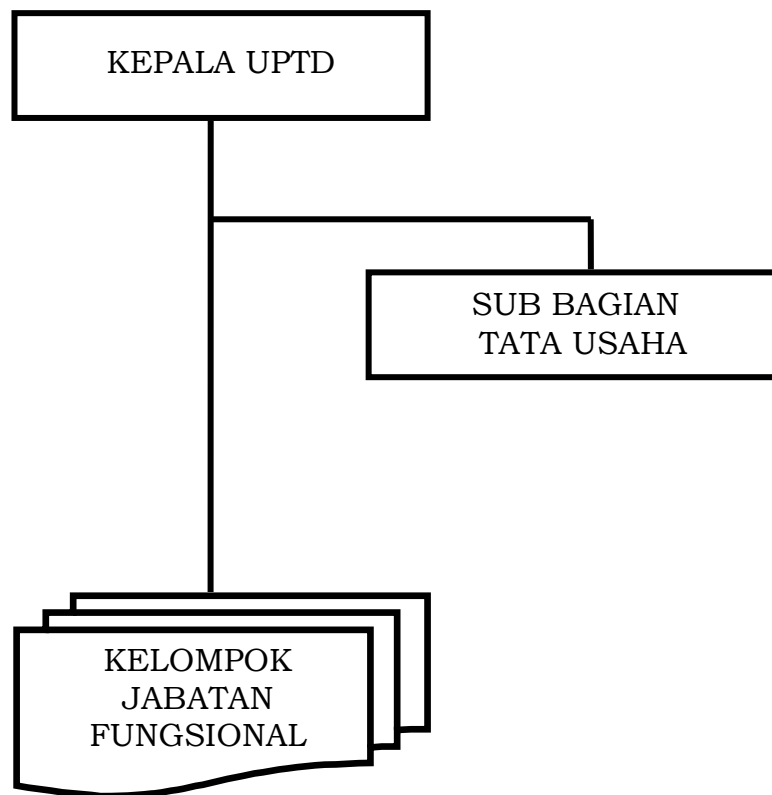 KEPALA UPTD
SUB BAGIAN
TATA USAHA
KELOMPOK
JABATAN
FUNGSIONAL